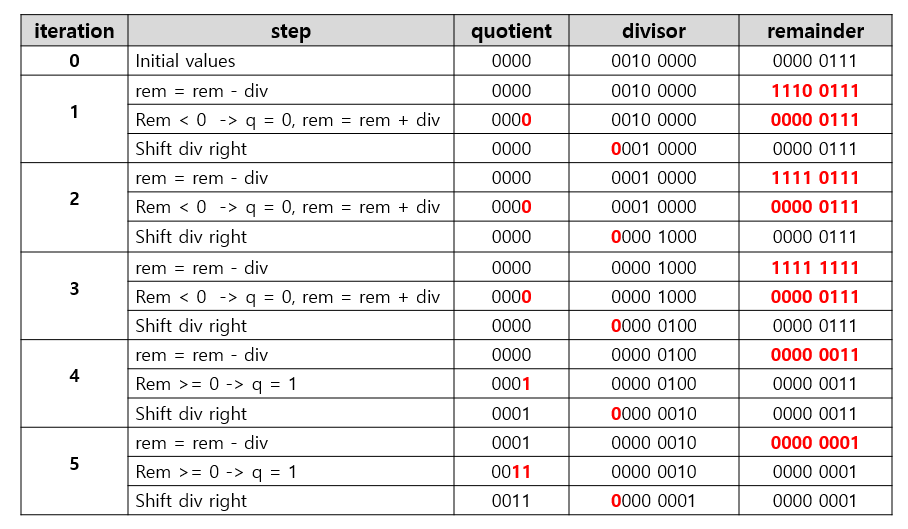 iteration step quotient divisor remainder
0 Initial values 0000 0010 0000 0000 0111
1 rem = rem - div 0000 0010 0000 1110 0111
Rem < 0 -> q = 0, rem = rem + div 0000 0010 0000 0000 0111
Shift div right 0000 0001 0000 0000 0111
2 rem = rem - div 0000 0001 0000 1111 0111
Rem < 0 -> q = 0, rem = rem + div 0000 0001 0000 0000 0111
Shift div right 0000 0000 1000 0000 0111
3 rem = rem - div 0000 0000 1000 1111 1111
Rem < 0 -> q = 0, rem = rem + div 0000 0000 1000 0000 0111
Shift div right 0000 0000 0100 0000 0111
4 rem = rem - div 0000 0000 0100 0000 0011
Rem >= 0 -> q = 1 0001 0000 0100 0000 0011
Shift div right 0001 0000 0010 0000 0011
5 rem = rem - div 0001 0000 0010 0000 0001
Rem >= 0 -> q = 1 0011 0000 0010 0000 0001
Shift div right 0011 0000 0001 0000 0001